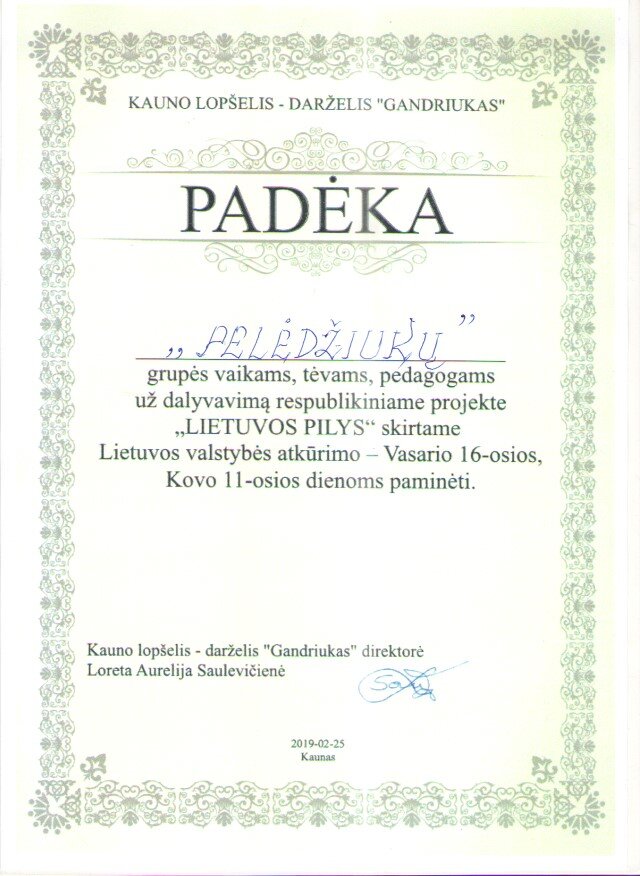 KAUNO LOPŠELIS - DARŽELIS "GANDRIUKAS"
PADĖKA
„PELĖDŽIUKŲ”
grupės vaikams, tėvams, pedagogams
už dalyvavimą respublikiniame projekte
„LIETUVOS PILYS“ skirtame
Lietuvos valstybės atkūrimo – Vasario 16-osios,
Kovo 11-osios dienoms paminėti.
Kauno lopšelis - darželis "Gandriukas" direktorė
Loreta Aurelija Saulevičienė
2019-02-25
Kaunas